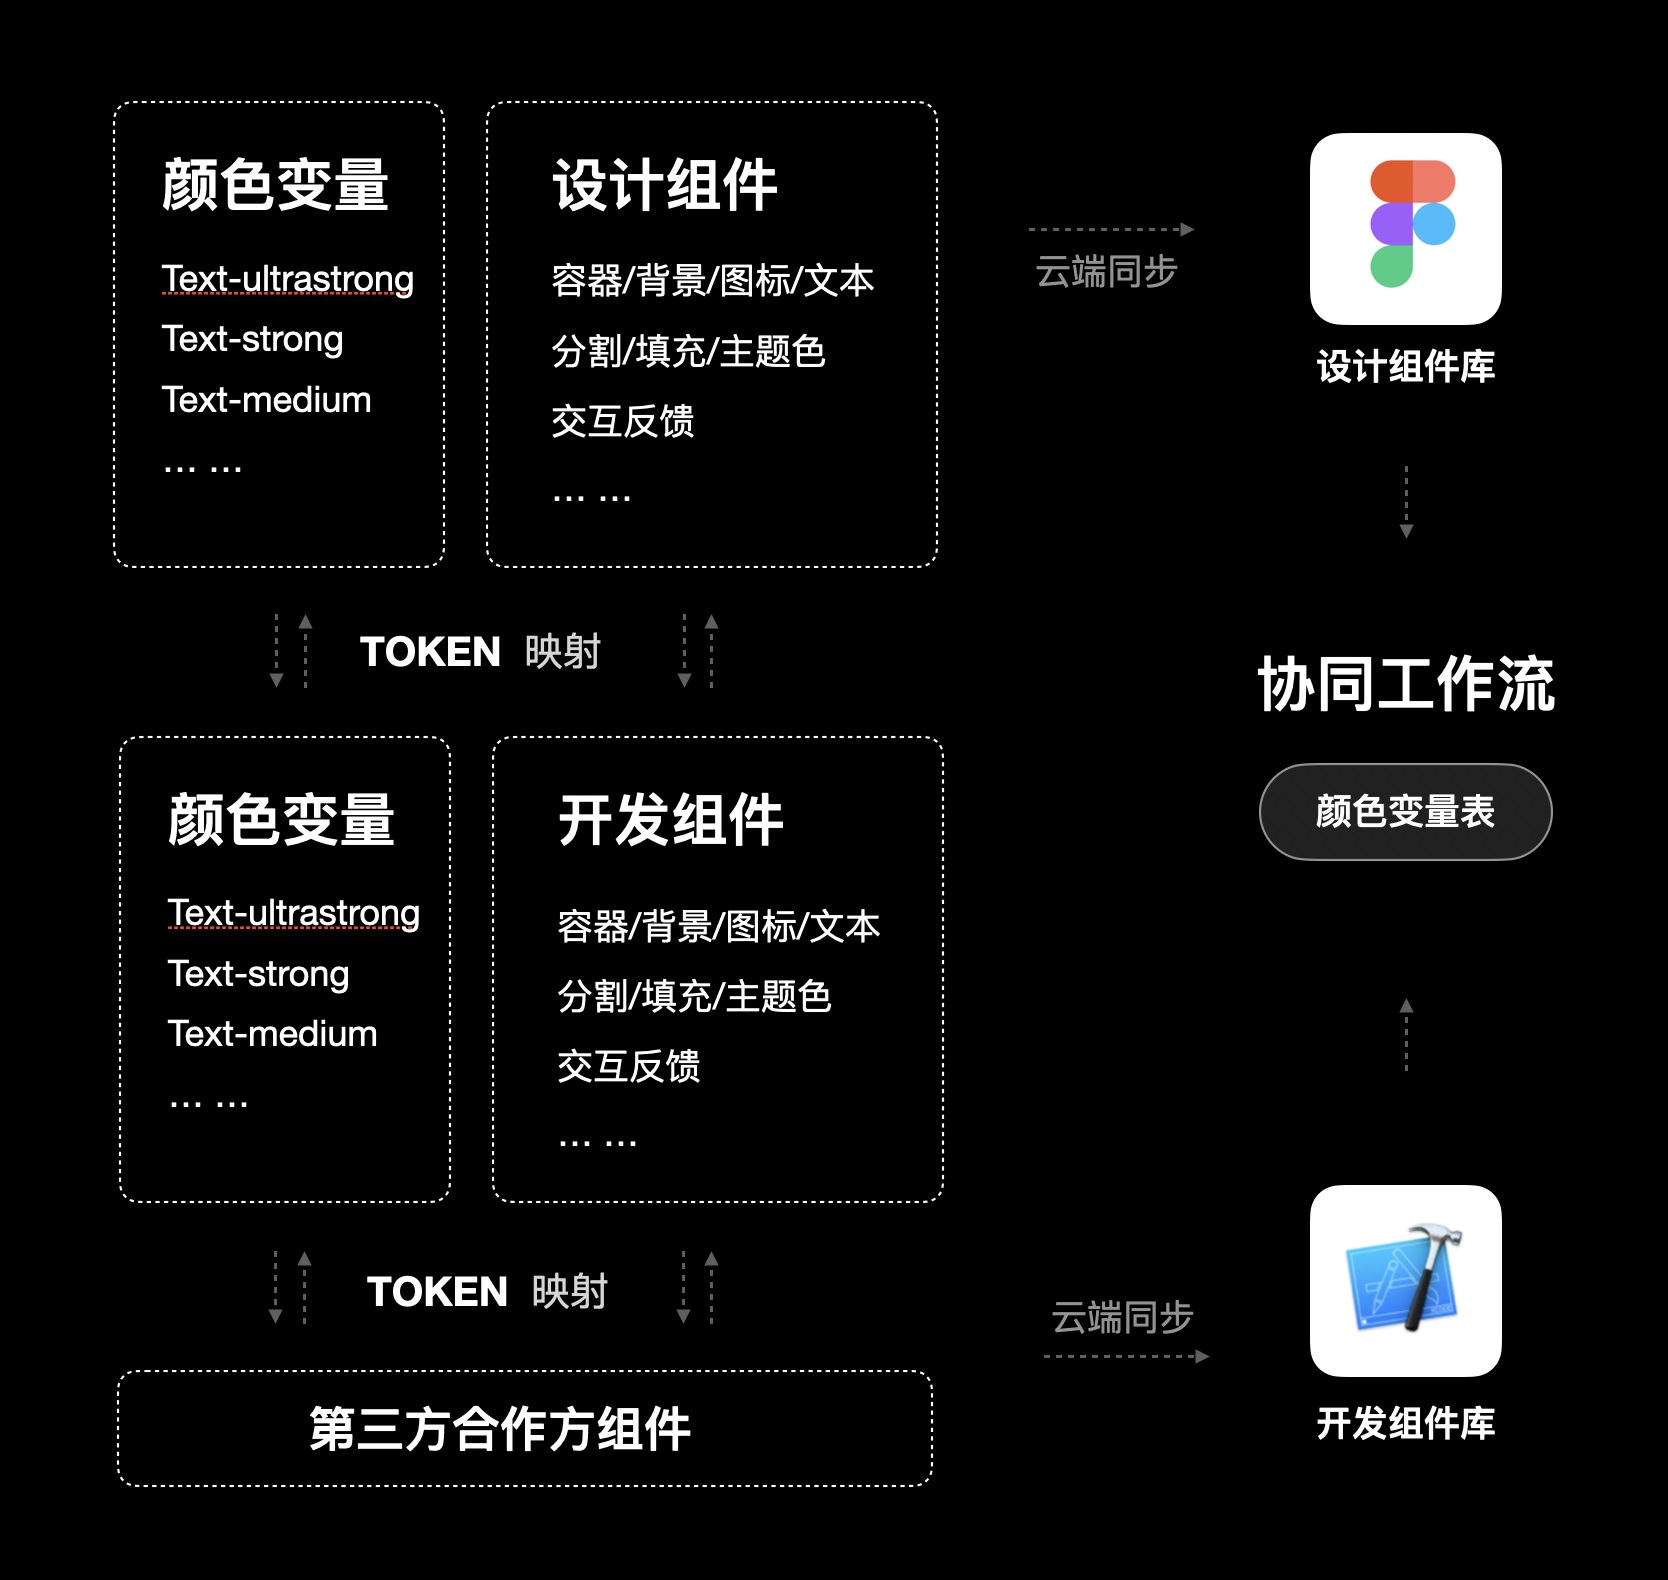 颜色变量
Text-ultrastrong
Text-strong
Text-medium
... ...
设计组件
容器/背景/图标/文本
分割/填充/主题色
交互反馈
... ...
云端同步
设计组件库
TOKEN 映射
协同工作流
颜色变量表
颜色变量
Text-ultrastrong
Text-strong
Text-medium
... ...
开发组件
容器/背景/图标/文本
分割/填充/主题色
交互反馈
... ...
TOKEN 映射
云端同步
开发组件库
第三方合作方组件